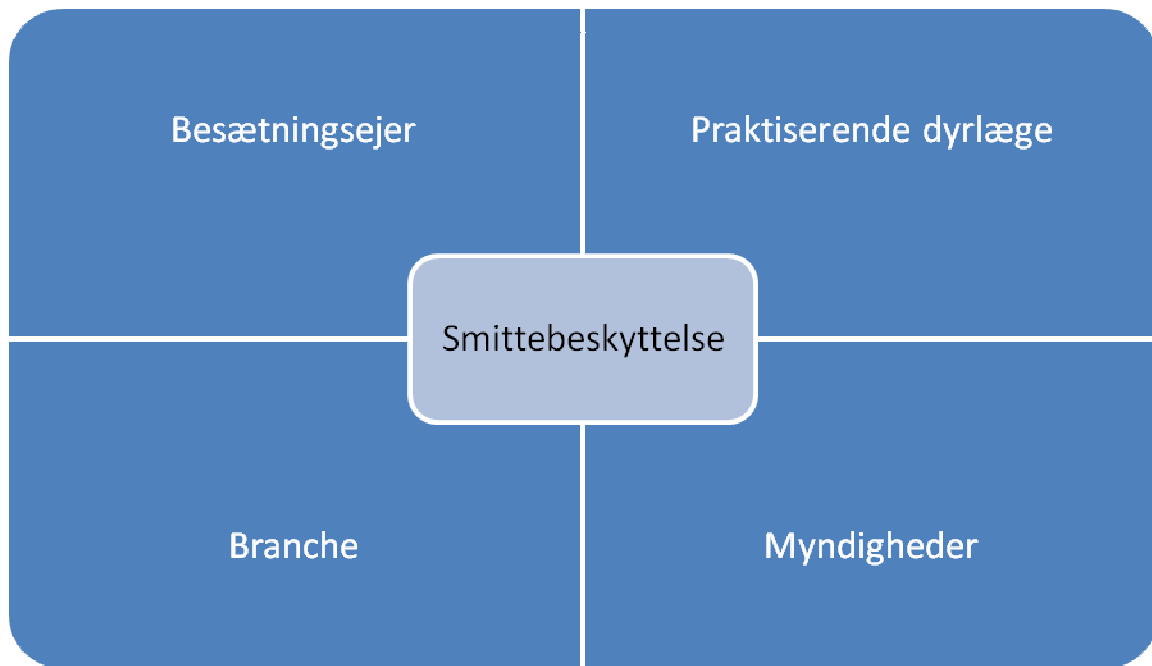 Besætningsejer
Praktiserende dyrlæge
Smittebeskyttelse
Branche
Myndigheder